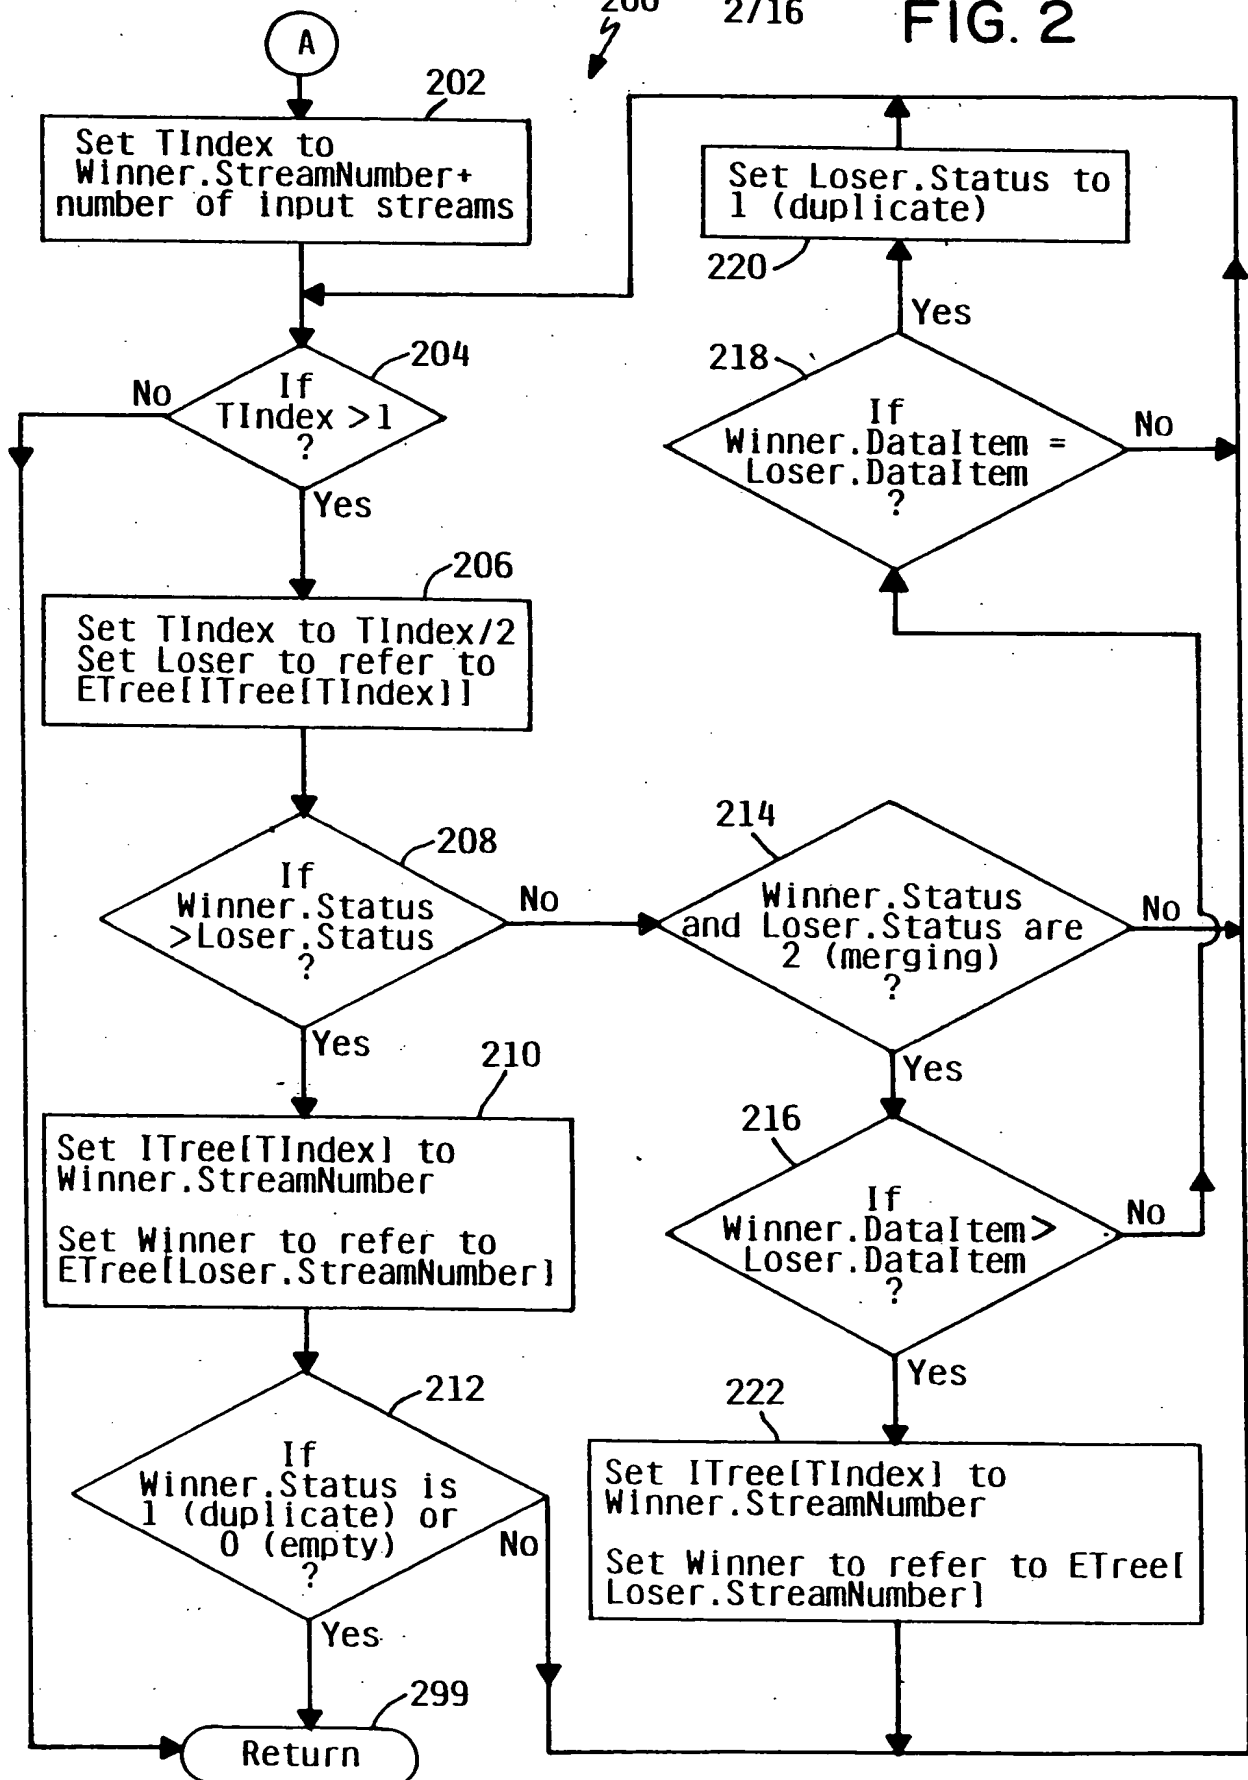 200
2/16
FIG. 2
A
202
Set TIndex to
Winner.StreamNumber+
number of input streams
204
If
TIndex >1
?
No
Yes
206
Set TIndex to TIndex/2
Set Loser to refer to
ETree[ITree[TIndex]]
208
If
Winner.Status
>Loser.Status
?
No
Yes
210
Set ITree[TIndex] to
Winner.StreamNumber
Set Winner to refer to
ETree[Loser.StreamNumber]
212
If
Winner.Status is
1 (duplicate) or
0 (empty)
?
No
Yes
299
Return
Set Loser.Status to
1 (duplicate)
220
Yes
218
If
Winner.DataItem =
Loser.DataItem
?
No
214
Winner.Status
and Loser.Status are
2 (merging)
?
No
Yes
216
If
Winner.DataItem>
Loser.DataItem
?
No
Yes
222
Set ITree[TIndex] to
Winner.StreamNumber
Set Winner to refer to ETree[
Loser.StreamNumber]